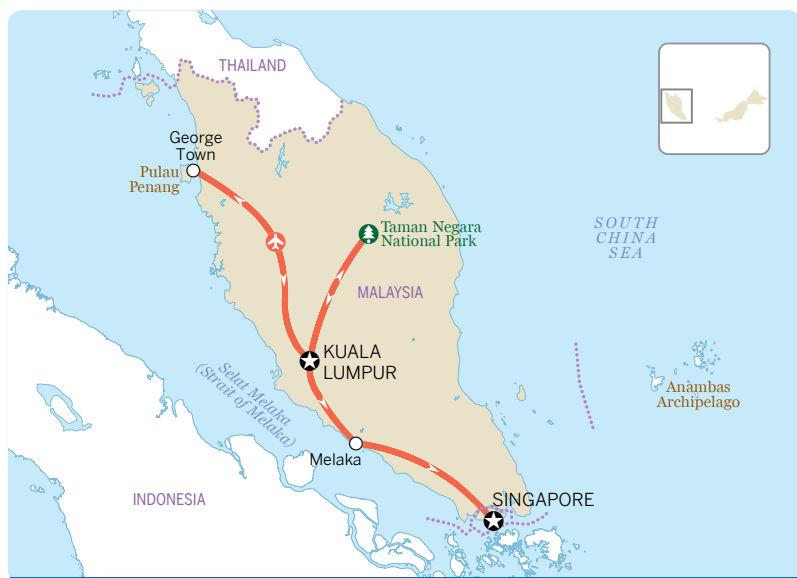 THAILAND
George
Town
Pulau
Penang
Taman Negara
National Park
SOUTH
CHINA
SEA
MALAYSIA
KUALA
LUMPUR
Selat Melaka
(Strait of Melaka)
Anambas
Archipelago
Melaka
INDONESIA
SINGAPORE